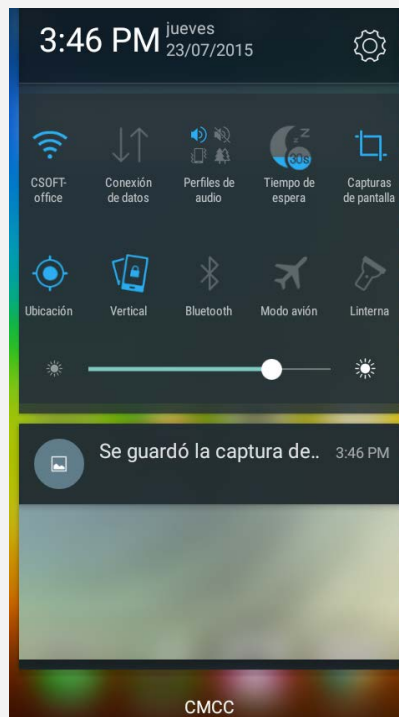 3:46 PM
jueves
23/07/2015
30s
CSOFT-
office
Conexión
de datos
Perfiles de
audio
Tiempo de
espera
Capturas
de pantalla
Ubicación
Vertical
Bluetooth
Modo avión
Linterna
Se guardó la captura de..
3:46 PM
CMCC